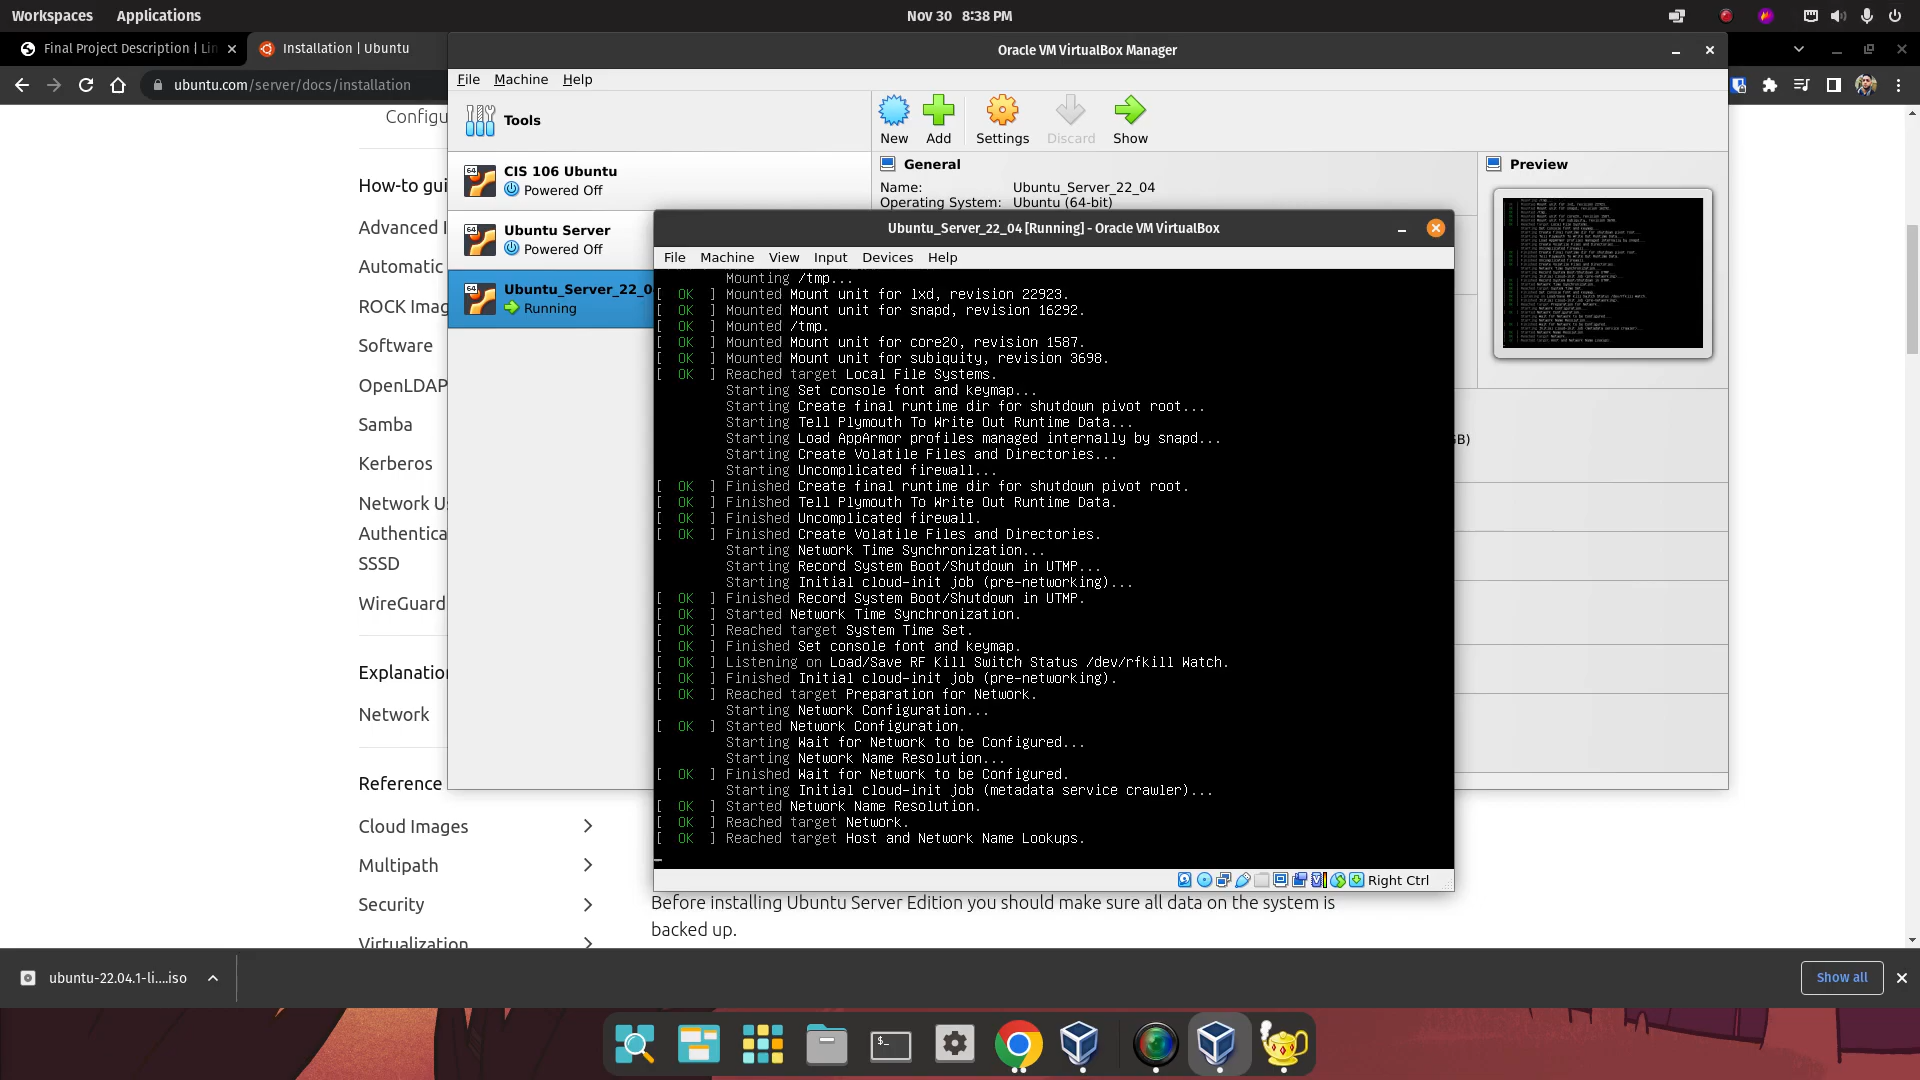 Workspaces Applications Nov 30 8:38 PM
Final Project Description | Lin Installation | Ubuntu
ubuntu.com/server/docs/installation
Oracle VM VirtualBox Manager
File Machine Help
Tools
New Add Settings Discard Show
CIS 106 Ubuntu
Powered Off
Ubuntu Server
Powered Off
Ubuntu_Server_22_0
Running
General
Name: Ubuntu_Server_22_04
Operating System: Ubuntu (64-bit)
Preview
Configu
How-to gui
Advanced I
Automatic
ROCK Imag
Software
OpenLDAP
Samba
Kerberos
Network Us
Authentica
SSSD
WireGuard
Explanation
Network
Reference
Cloud Images
Multipath
Security
Virtualization
Ubuntu_Server_22_04 [Running] - Oracle VM VirtualBox
File Machine View Input Devices Help
Mounting /tmp...
[ OK ] Mounted Mount unit for lxd, revision 22923.
[ OK ] Mounted Mount unit for snapd, revision 16292.
[ OK ] Mounted /tmp.
[ OK ] Mounted Mount unit for core20, revision 1587.
[ OK ] Mounted Mount unit for subiquity, revision 3698.
[ OK ] Reached target Local File Systems.
Starting Set console font and keymap...
Starting Create final runtime dir for shutdown pivot root...
Starting Tell Plymouth To Write Out Runtime Data...
Starting Load AppArmor profiles managed internally by snapd...
Starting Create Volatile Files and Directories...
Starting Uncomplicated firewall...
[ OK ] Finished Create final runtime dir for shutdown pivot root.
[ OK ] Finished Tell Plymouth To Write Out Runtime Data.
[ OK ] Finished Uncomplicated firewall.
[ OK ] Finished Create Volatile Files and Directories.
Starting Network Time Synchronization...
Starting Record System Boot/Shutdown in UTMP...
Starting Initial cloud-init job (pre-networking)...
[ OK ] Finished Record System Boot/Shutdown in UTMP.
[ OK ] Started Network Time Synchronization.
[ OK ] Reached target System Time Set.
[ OK ] Finished Set console font and keymap.
[ OK ] Listening on Load/Save RF Kill Switch Status /dev/rfkill Watch.
[ OK ] Finished Initial cloud-init job (pre-networking).
[ OK ] Reached target Preparation for Network.
Starting Network Configuration...
[ OK ] Started Network Configuration.
Starting Wait for Network to be Configured...
Starting Network Name Resolution...
[ OK ] Finished Wait for Network to be Configured.
Starting Initial cloud-init job (metadata service crawler)...
[ OK ] Started Network Name Resolution.
[ OK ] Reached target Network.
[ OK ] Reached target Host and Network Name Lookups.
Right Ctrl
GB)
Before installing Ubuntu Server Edition you should make sure all data on the system is
backed up.
ubuntu-22.04.1-li....iso
Show all